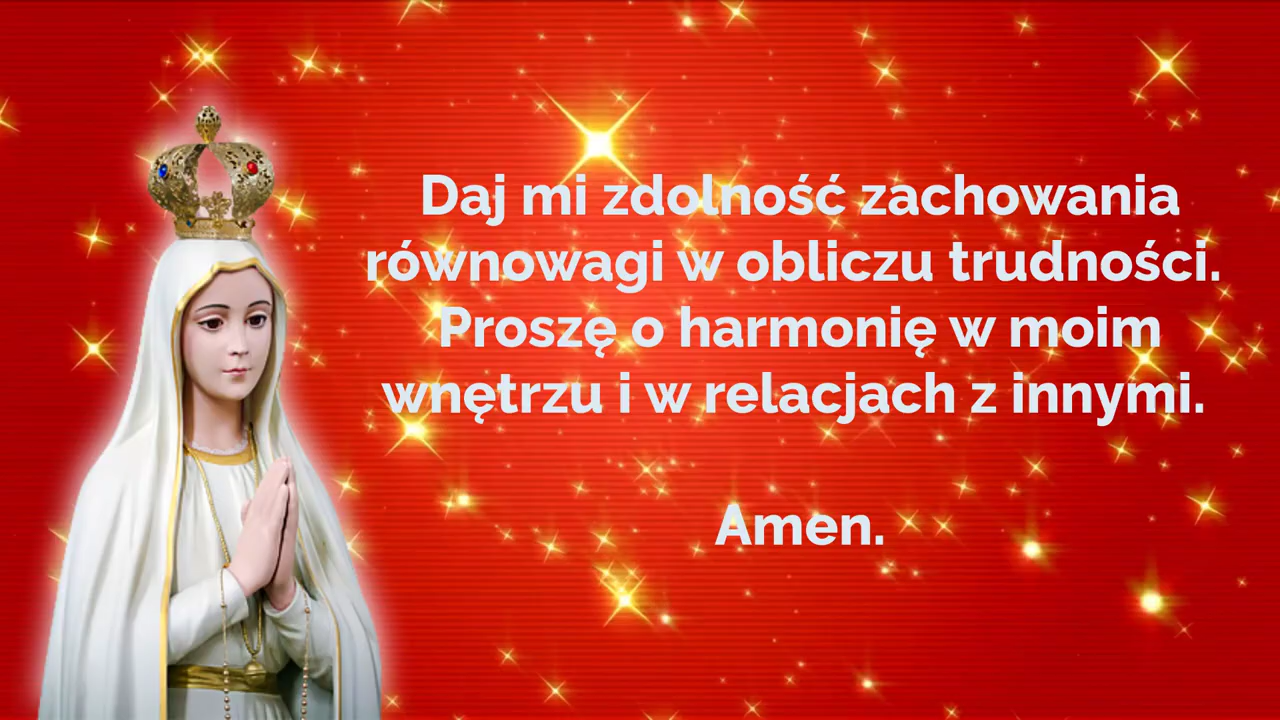 Daj mi zdolność zachowania
równowagi w obliczu trudności.
Proszę o harmonię w moim
wnętrzu i w relacjach z innymi.
Amen.